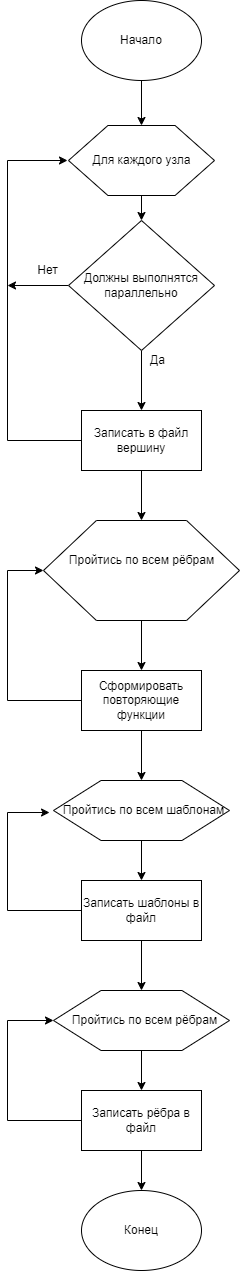 Начало
Для каждого узла
Должны выполнятся
параллельно
Нет
Да
Записать в файл
вершину
Пройтись по всем рёбрам
Сформировать
повторяющие
функции
Пройтись по всем шаблонам
Записать шаблоны в
файл
Пройтись по всем рёбрам
Записать рёбра в
файл
Конец